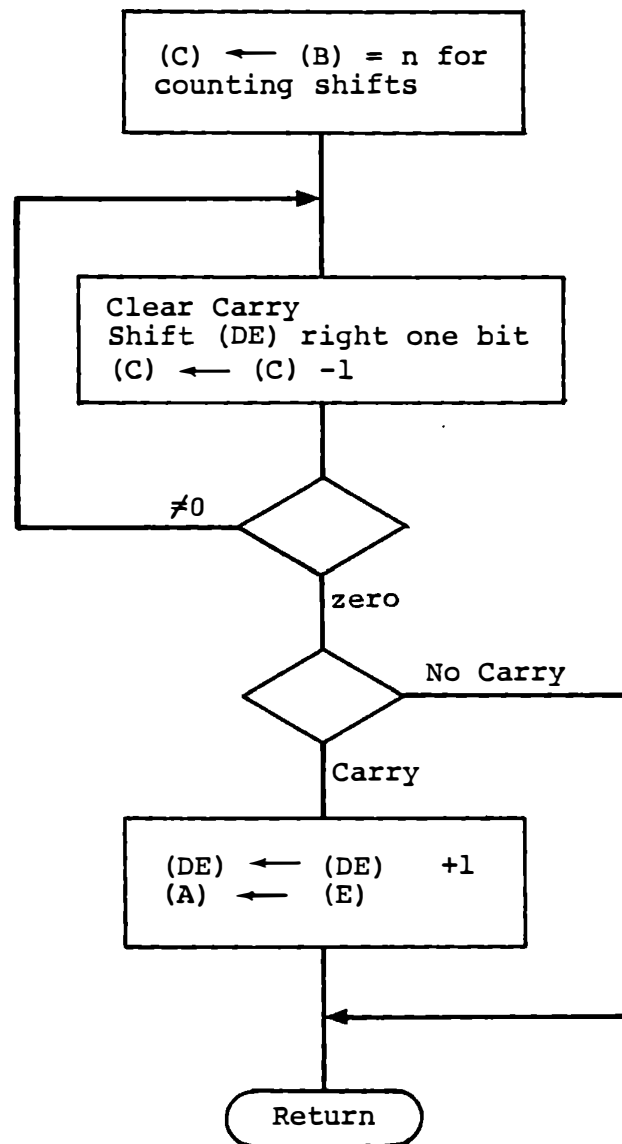 (C) ← (B) = n for
counting shifts
Clear Carry
Shift (DE) right one bit
(C) ← (C) -1
≠0
zero
No Carry
Carry
(DE) ← (DE) +1
(A) ← (E)
Return